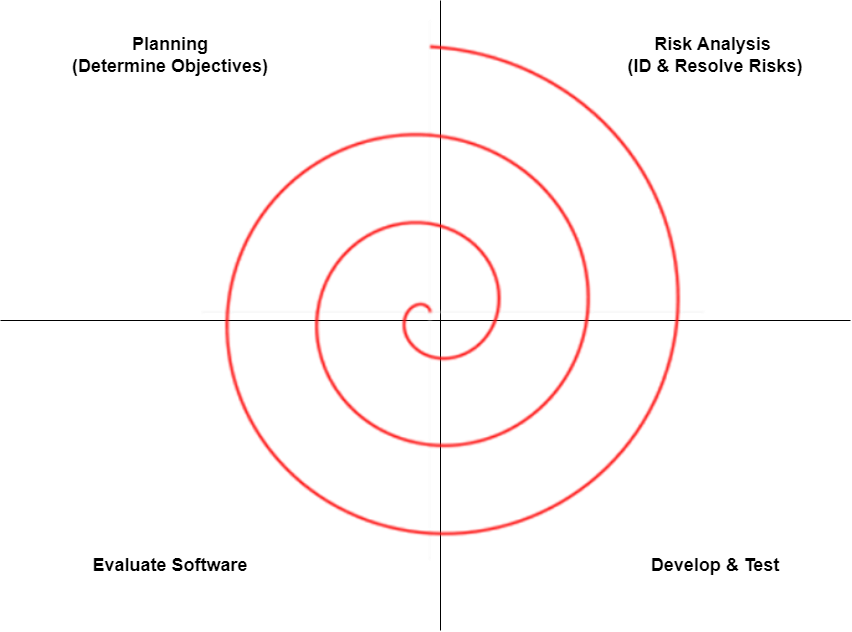 Planning
(Determine Objectives)
Risk Analysis
(ID & Resolve Risks)
Evaluate Software
Develop & Test